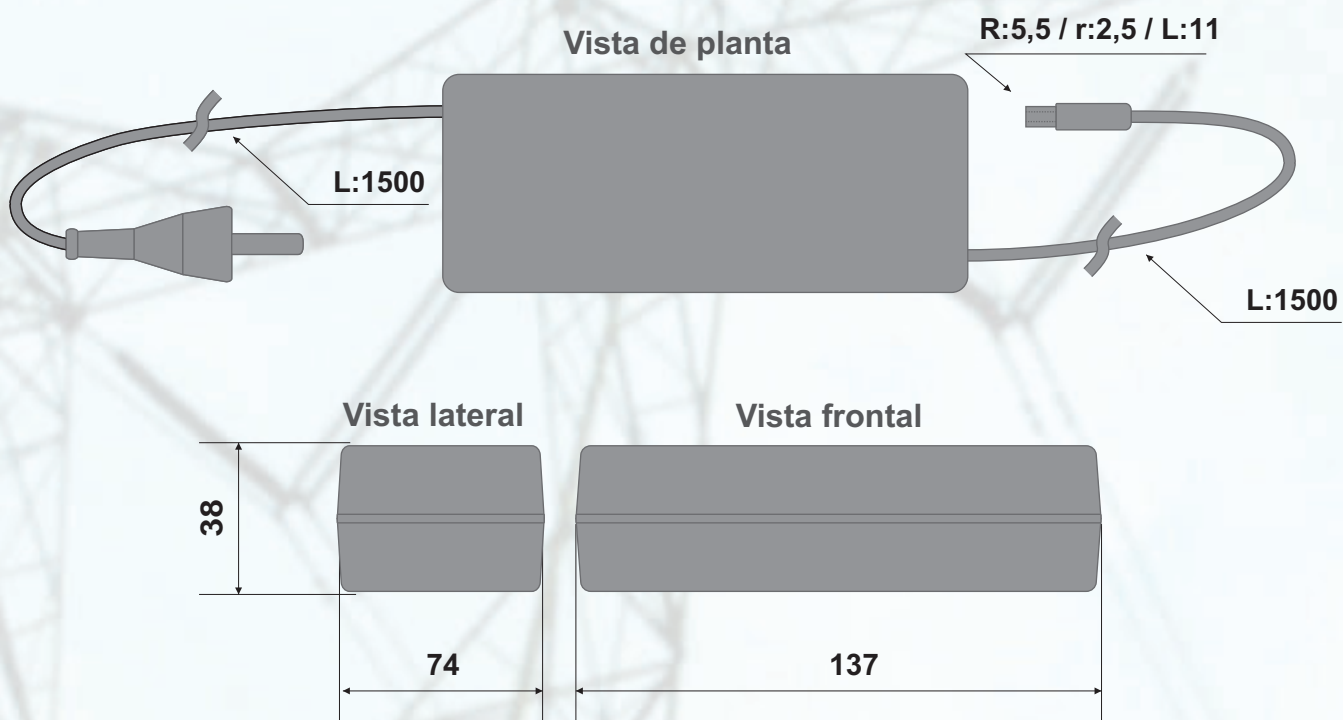 Vista de planta
R:5,5 / r:2,5 / L:11
L:1500
L:1500
Vista lateral
Vista frontal
38
74
137